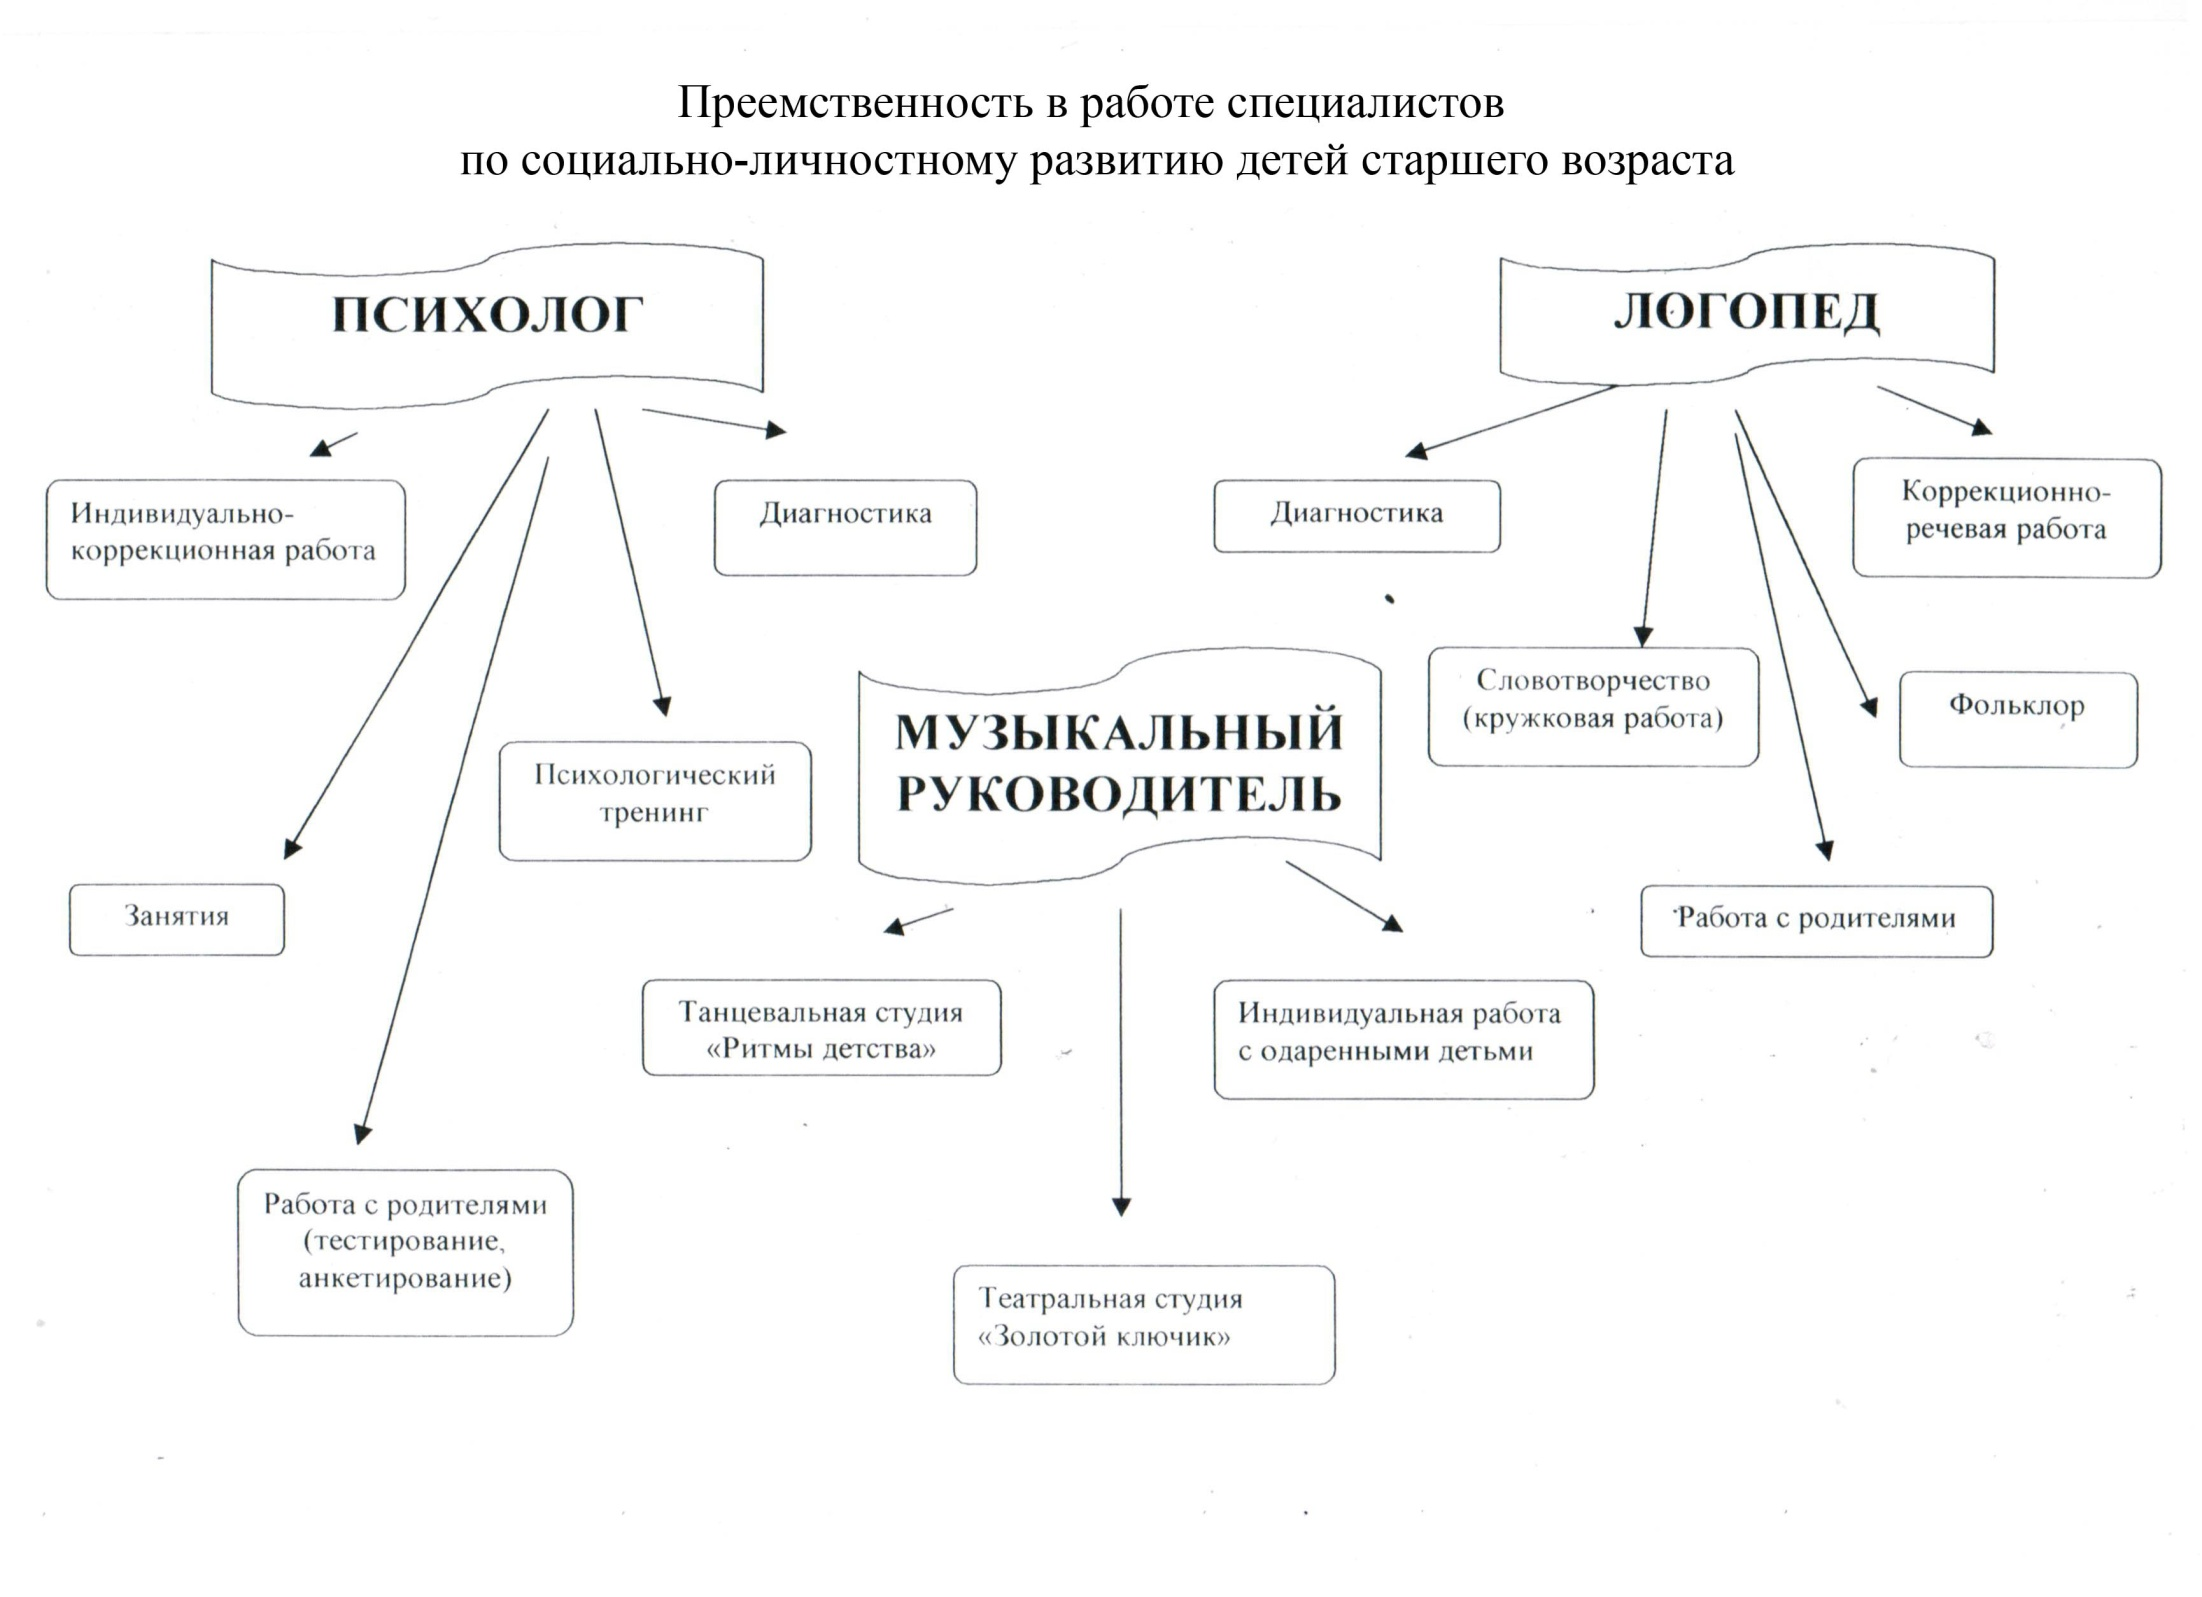 Преемственность в работе специалистов
по социально-личностному развитию детей старшего возраста
ПСИХОЛОГ
ЛОГОПЕД
Индивидуально-
коррекционная работа
Диагностика
Диагностика
Коррекционно-
речевая работа
Словотворчество
(кружковая работа)
Фольклор
МУЗЫКАЛЬНЫЙ
РУКОВОДИТЕЛЬ
Психологический
тренинг
Занятия
Работа с родителями
Танцевальная студия
«Ритмы детства»
Индивидуальная работа
с одаренными детьми
Работа с родителями
(тестирование,
анкетирование)
Театральная студия
«Золотой ключик»